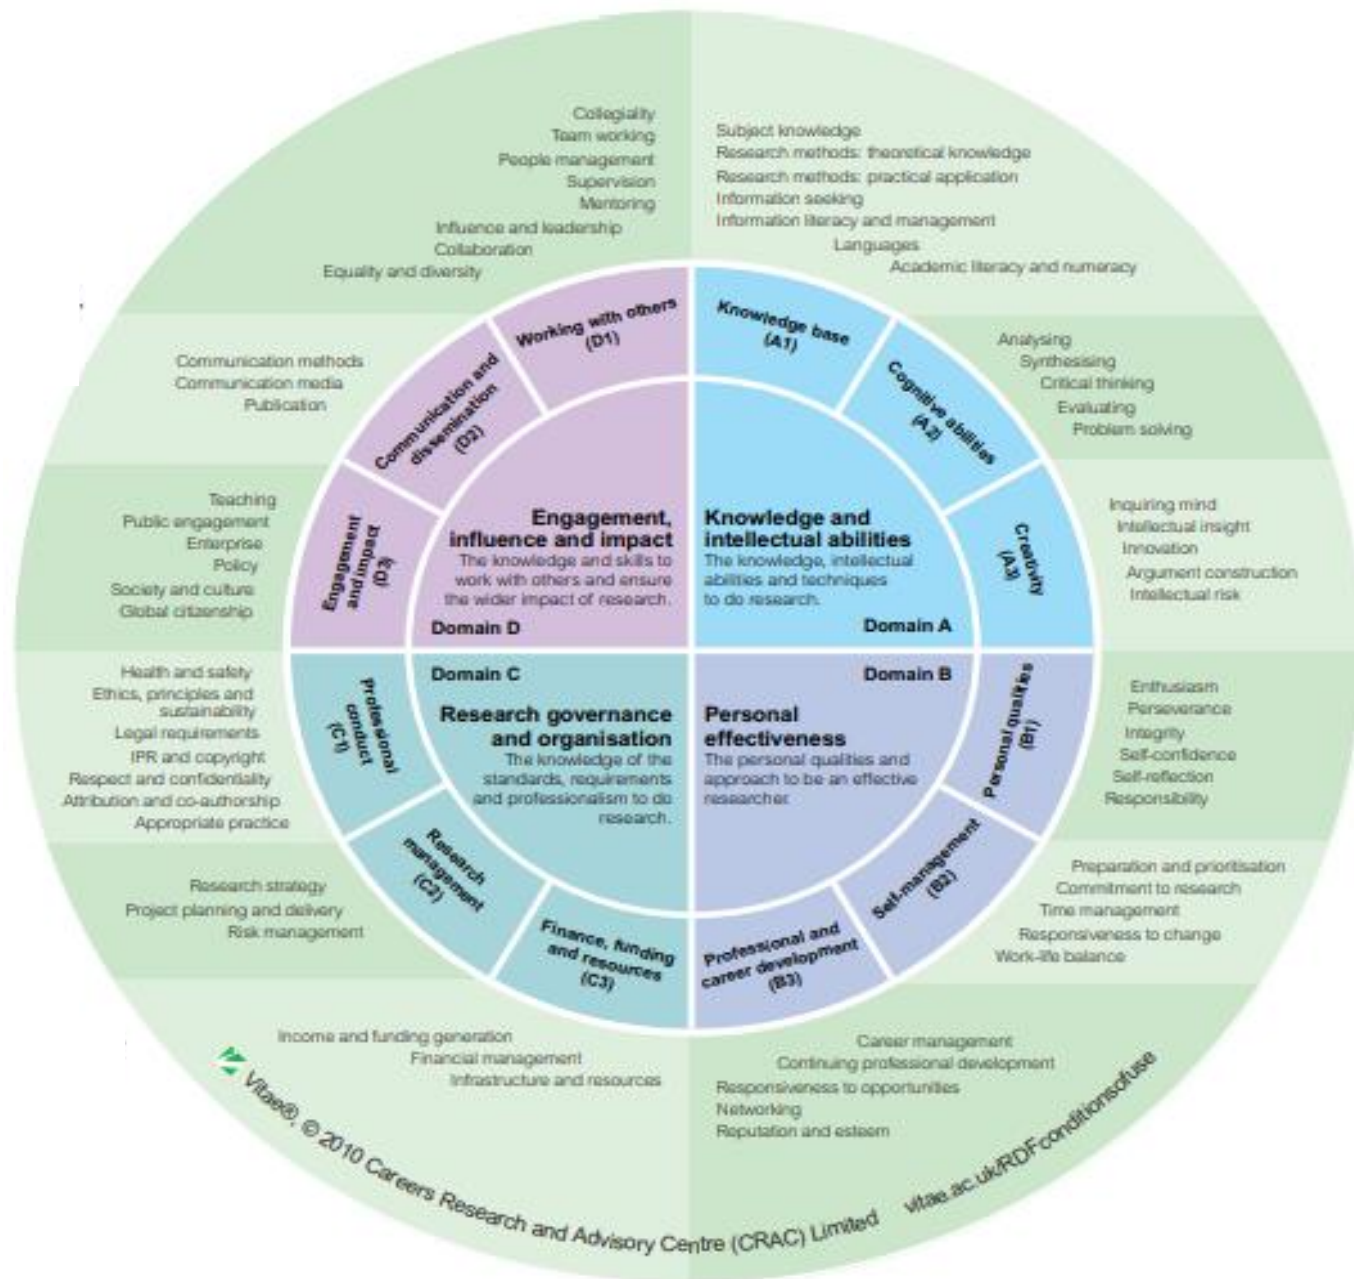 Collegiality
Team working
People management
Supervision
Mentoring
Influence and leadership
Collaboration
Equality and diversity
Subject knowledge
Research methods: theoretical knowledge
Research methods: practical application
Information seeking
Information literacy and management
Languages
Academic literacy and numeracy
Communication methods
Communication media
Publication
Analysing
Synthesising
Critical thinking
Evaluating
Problem solving
Teaching
Public engagement
Enterprise
Policy
Society and culture
Global citizenship
Inquiring mind
Intellectual insight
Innovation
Argument construction
Intellectual risk
Working with others
(D1)
Communication and
dissemination
(D2)
Engagement
and impact
(D3)
Knowledge base
(A1)
Cognitive abilities
(A2)
Creativity
(A3)
Engagement,
influence and impact
The knowledge and skills to
work with others and ensure
the wider impact of research.
Domain D
Knowledge and
intellectual abilities
The knowledge, intellectual
abilities and techniques
to do research.
Domain A
Domain C
Research governance
and organisation
The knowledge of the
standards, requirements
and professionalism to do
research.
Domain B
Personal
effectiveness
The personal qualities and
approach to be an effective
researcher.
Professional
conduct
(C1)
Research
management
(C2)
Finance, funding
and resources
(C3)
Personal qualities
(B1)
Self-management
(B2)
Professional and
career development
(B3)
Health and safety
Ethics, principles and
sustainability
Legal requirements
IPR and copyright
Respect and confidentiality
Attribution and co-authorship
Appropriate practice
Enthusiasm
Perseverance
Integrity
Self-confidence
Self-reflection
Responsibility
Research strategy
Project planning and delivery
Risk management
Preparation and prioritisation
Commitment to research
Time management
Responsiveness to change
Work-life balance
Income and funding generation
Financial management
Infrastructure and resources
Career management
Continuing professional development
Responsiveness to opportunities
Networking
Reputation and esteem
Vitae®, © 2010 Careers Research and Advisory Centre (CRAC) Limited vitae.ac.uk/RDFconditionsofuse